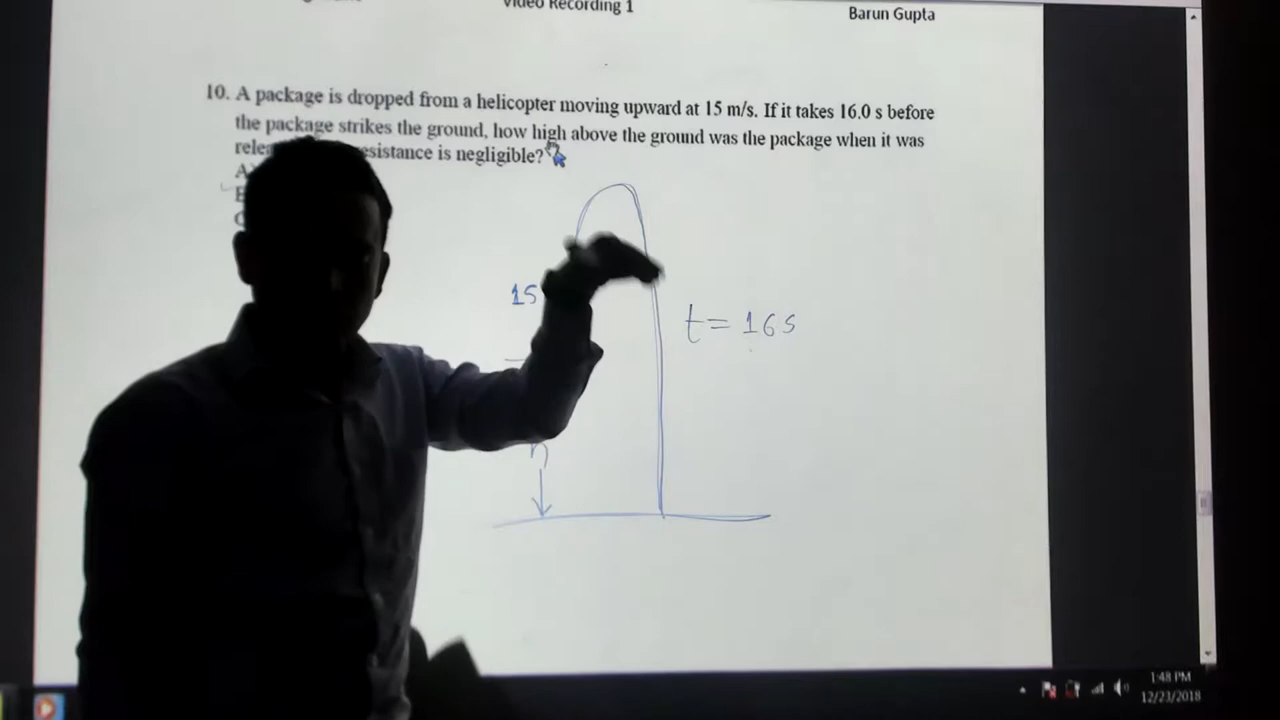 Video Recording 1
Barun Gupta
10. A package is dropped from a helicopter moving upward at 15 m/s. If it takes 16.0 s before
the package strikes the ground, how high above the ground was the package when it was
is negligible?
A
15
t = 16 s
h
1:48 PM
12/23/2018